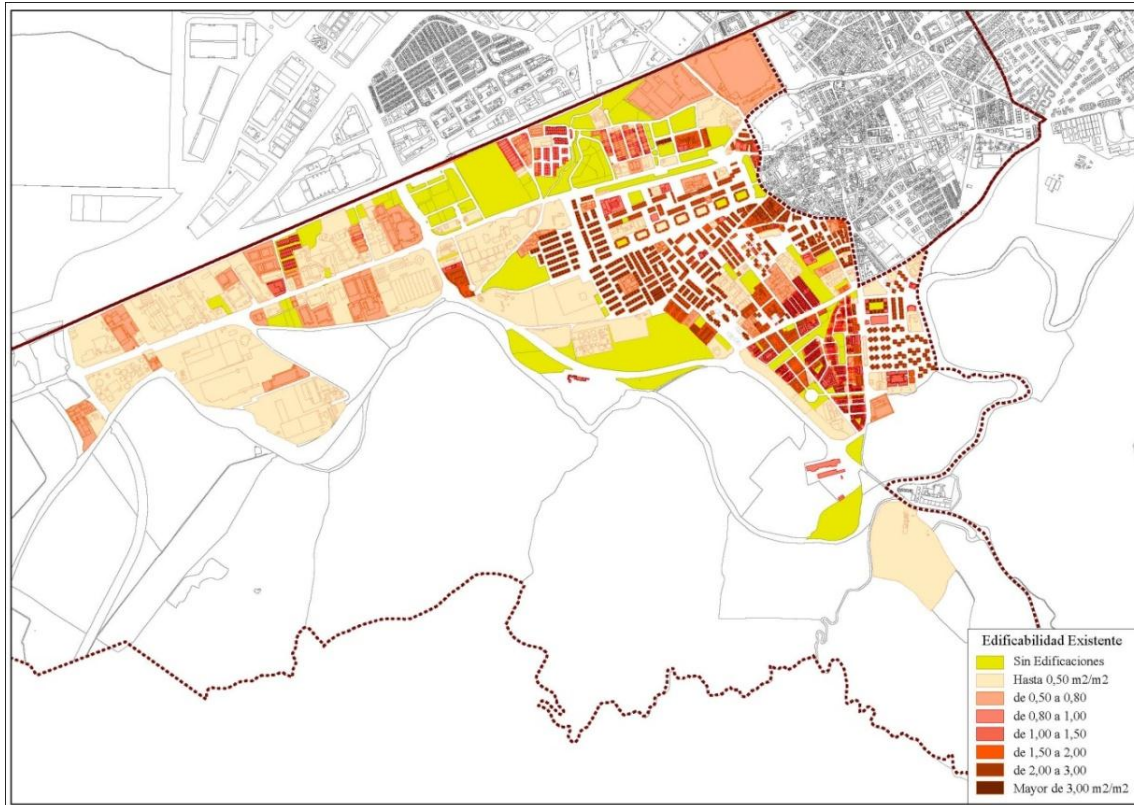 Edificabilidad Existente
Sin Edificaciones
Hasta 0,50 m2/m2
de 0,50 a 0,80
de 0,80 a 1,00
de 1,00 a 1,50
de 1,50 a 2,00
de 2,00 a 3,00
Mayor de 3,00 m2/m2